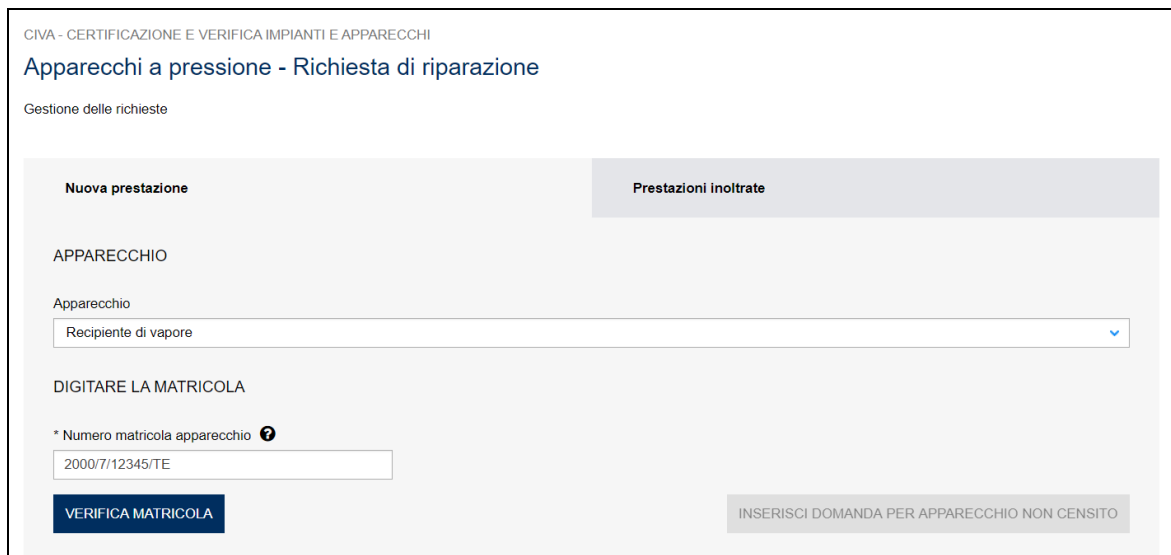 CIVA - CERTIFICAZIONE E VERIFICA IMPIANTI E APPARECCHI
Apparecchi a pressione - Richiesta di riparazione
Gestione delle richieste
Nuova prestazione
Prestazioni inoltrate
APPARECCHIO
Apparecchio
Recipiente di vapore
DIGITARE LA MATRICOLA
* Numero matricola apparecchio ?
2000/7/12345/TE
VERIFICA MATRICOLA
INSERISCI DOMANDA PER APPARECCHIO NON CENSITO